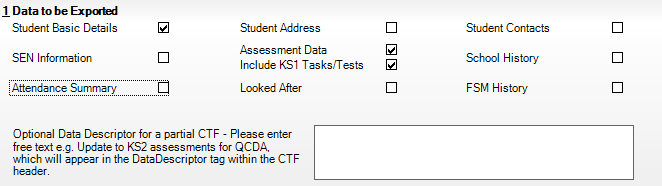 1 Data to be Exported
Student Basic Details
Student Address
Student Contacts
SEN Information
Assessment Data
Include KS1 Tasks/Tests
School History
Attendance Summary
Looked After
FSM History
Optional Data Descriptor for a partial CTF - Please enter
free text e.g. Update to KS2 assessments for QCDA,
which will appear in the DataDescriptor tag within the CTF
header.